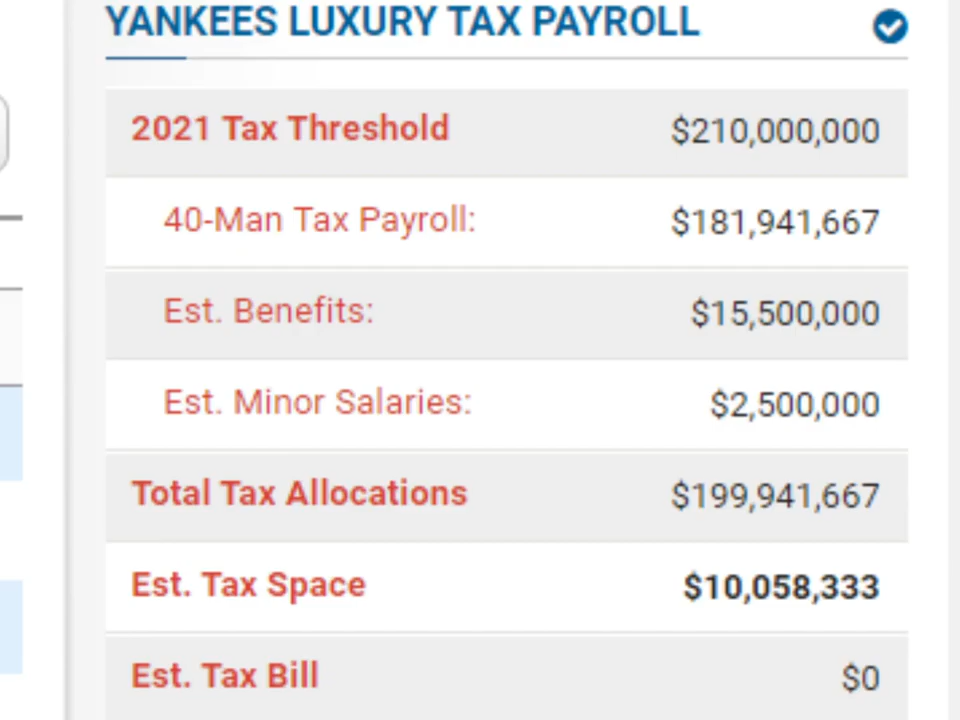 YANKEES LUXURY TAX PAYROLL
2021 Tax Threshold $210,000,000
40-Man Tax Payroll: $181,941,667
Est. Benefits: $15,500,000
Est. Minor Salaries: $2,500,000
Total Tax Allocations $199,941,667
Est. Tax Space $10,058,333
Est. Tax Bill $0